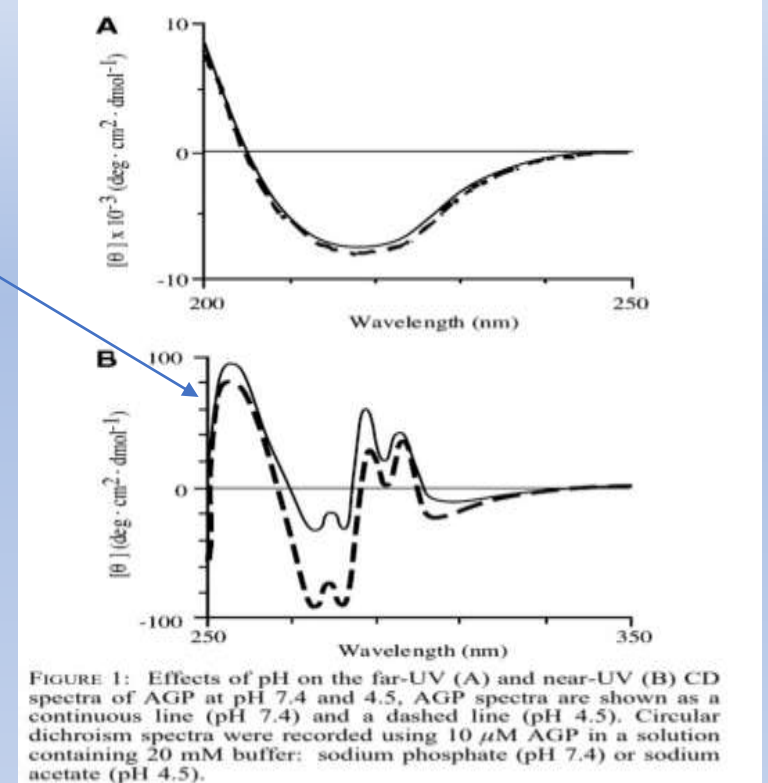 A
10
0
-10
[θ] x 10-3 (deg · cm2 · dmol-1)
200
250
Wavelength (nm)
B
100
0
-100
[θ] (deg · cm2 · dmol-1)
250
350
Wavelength (nm)
FIGURE 1: Effects of pH on the far-UV (A) and near-UV (B) CD
spectra of AGP at pH 7.4 and 4.5, AGP spectra are shown as a
continuous line (pH 7.4) and a dashed line (pH 4.5). Circular
dichroism spectra were recorded using 10 μM AGP in a solution
containing 20 mM buffer: sodium phosphate (pH 7.4) or sodium
acetate (pH 4.5).